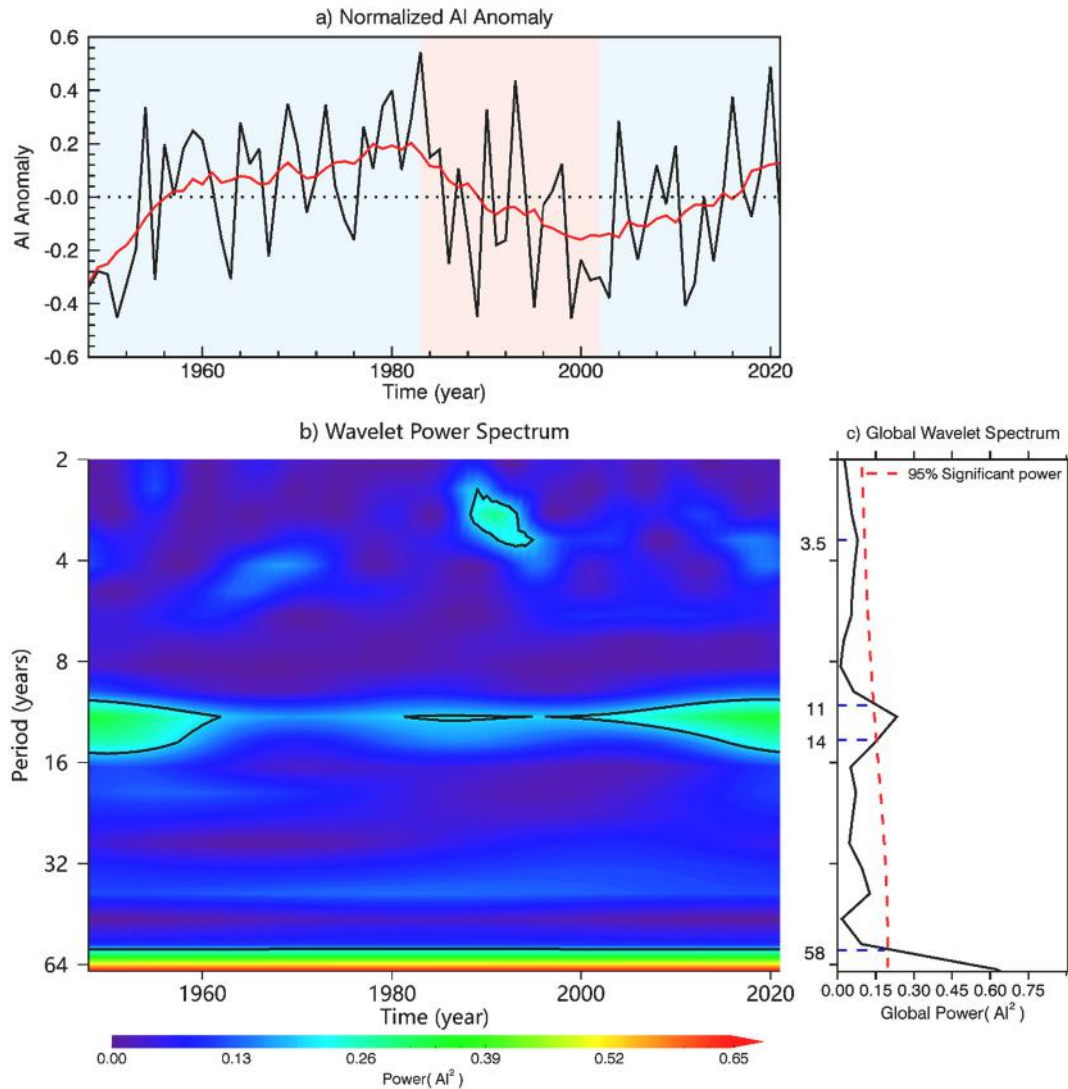 a) Normalized AI Anomaly
0.6
0.4
0.2
-0.0
-0.2
-0.4
-0.6
AI Anomaly
1960
1980
2000
2020
Time (year)
b) Wavelet Power Spectrum
2
4
8
16
32
64
Period (years)
1960
1980
2000
2020
Time (year)
0.00
0.13
0.26
0.39
0.52
0.65
Power( AI²)
c) Global Wavelet Spectrum
95% Significant power
3.5
11
14
58
0.00 0.15 0.30 0.45 0.60 0.75
Global Power( AI²)